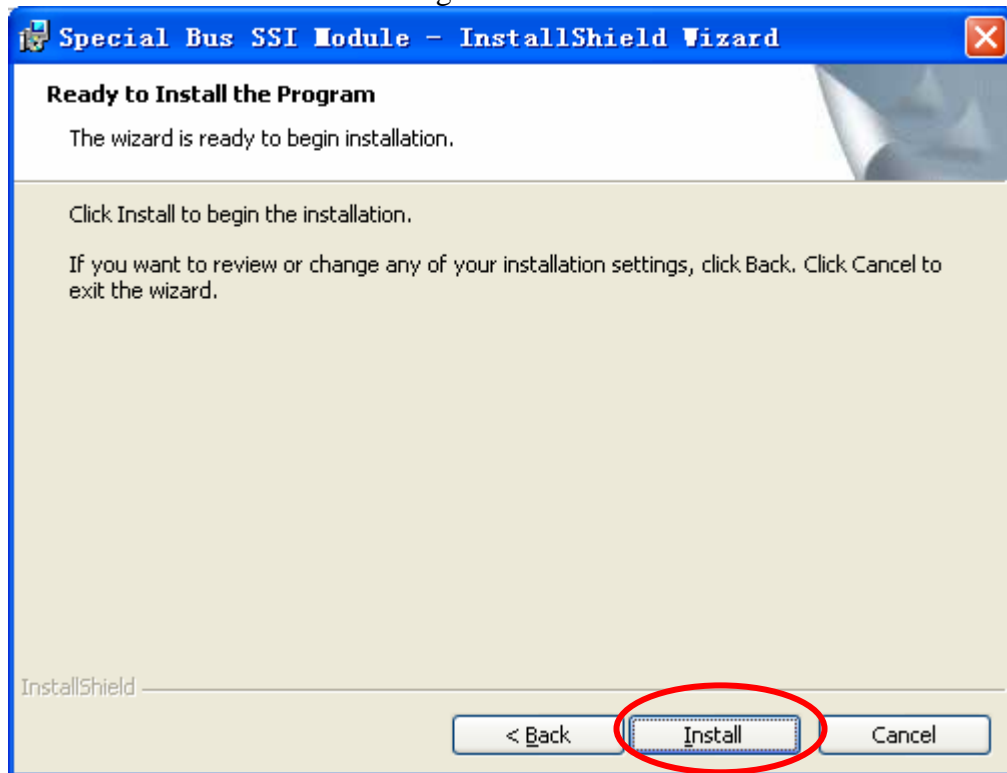 Special Bus SSI Module - InstallShield Wizard
Ready to Install the Program
The wizard is ready to begin installation.
Click Install to begin the installation.
If you want to review or change any of your installation settings, click Back. Click Cancel to
exit the wizard.
InstallShield
< Back Install Cancel